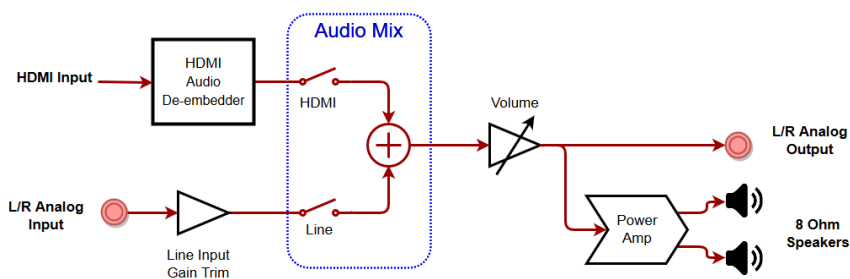 Audio Mix
HDMI Input
HDMI
Audio
De-embedder
HDMI
Volume
L/R Analog
Output
L/R Analog
Input
Line Input
Gain Trim
Line
Power
Amp
8 Ohm
Speakers